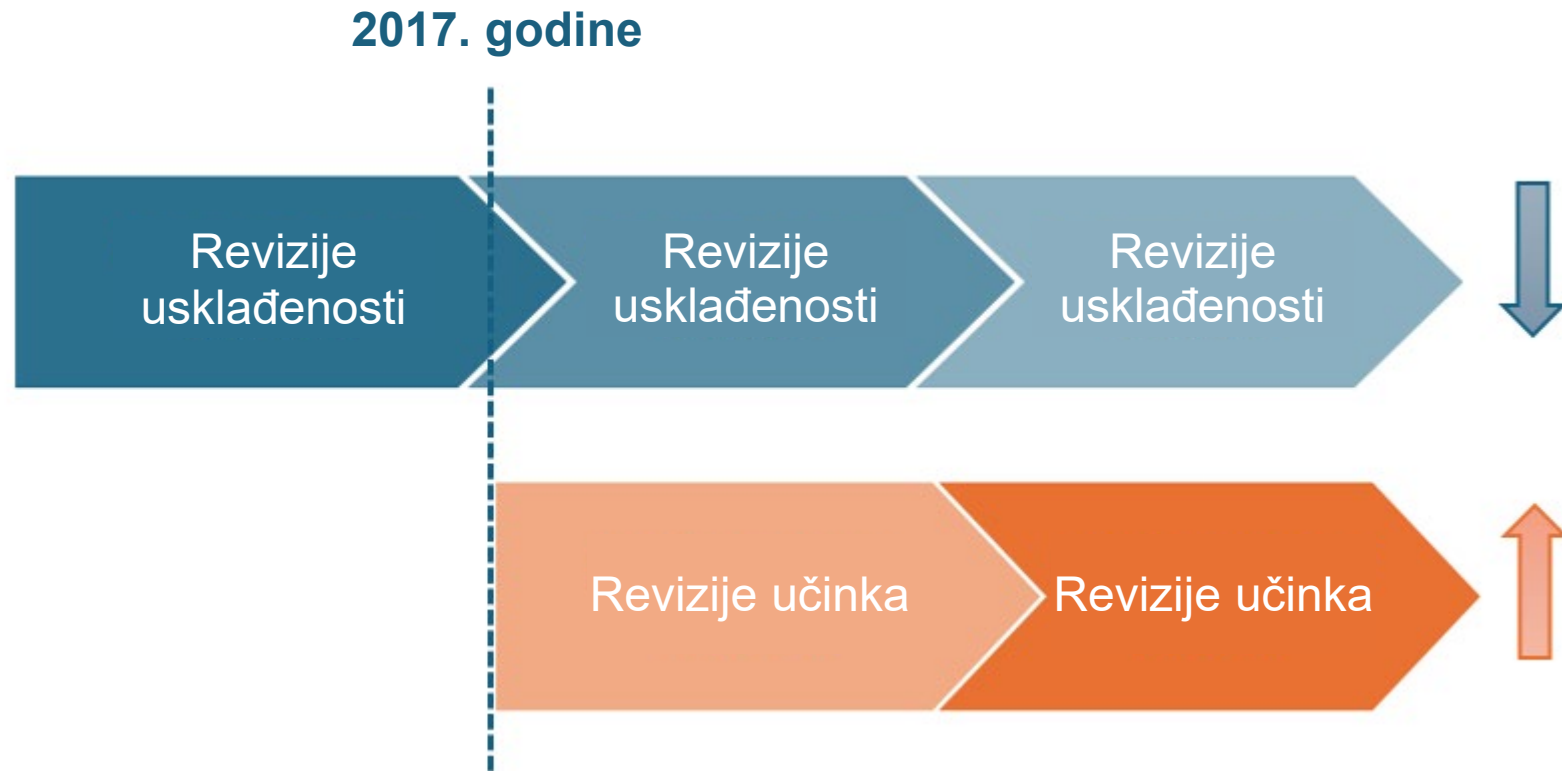 2017. godine
Revizije
usklađenosti
Revizije
usklađenosti
Revizije
usklađenosti
Revizije učinka
Revizije učinka